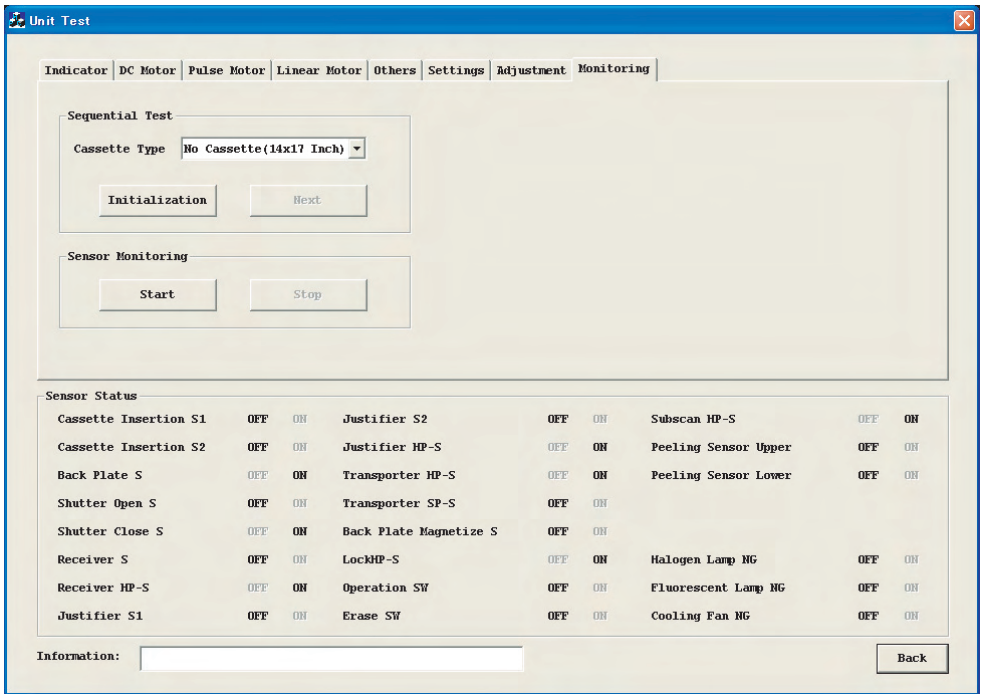 Unit Test
Indicator DC Motor Pulse Motor Linear Motor Others Settings Adjustment Monitoring
Sequential Test
Cassette Type No Cassette(14x17 Inch)
Initialization Next
Sensor Monitoring
Start Stop
Sensor Status
Cassette Insertion S1 OFF ON Justifier S2 OFF ON Subscan HP-S OFF ON
Cassette Insertion S2 OFF ON Justifier HP-S OFF ON Peeling Sensor Upper OFF ON
Back Plate S OFF ON Transporter HP-S OFF ON Peeling Sensor Lower OFF ON
Shutter Open S OFF ON Transporter SP-S OFF ON
Shutter Close S OFF ON Back Plate Magnetize S OFF ON
Receiver S OFF ON LockHP-S OFF ON Halogen Lamp NG OFF ON
Receiver HP-S OFF ON Operation SW OFF ON Fluorescent Lamp NG OFF ON
Justifier S1 OFF ON Erase SW OFF ON Cooling Fan NG OFF ON
Information:
Back